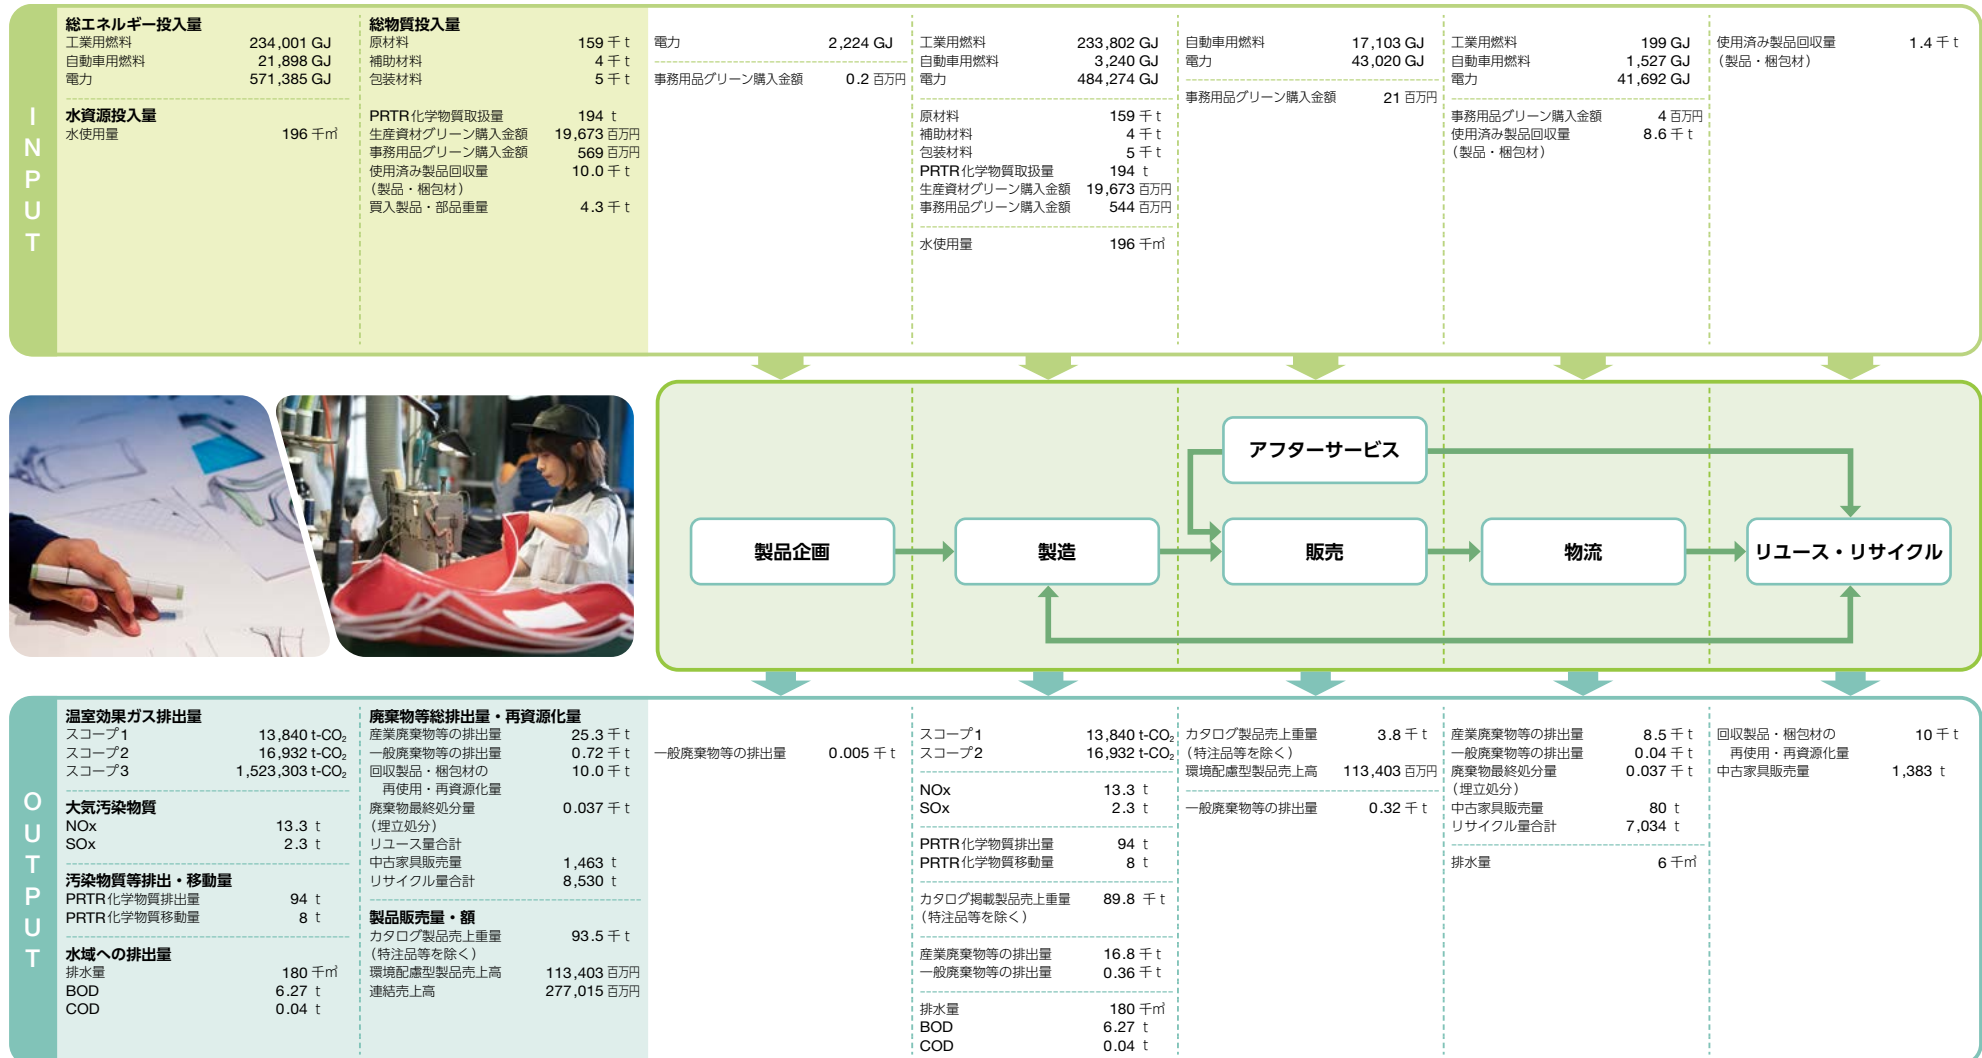 INPUT
総エネルギー投入量
工業用燃料 234,001 GJ
自動車用燃料 21,898 GJ
電力 571,385 GJ
水資源投入量
水使用量 196 千㎥
総物質投入量
原材料 159 千 t
補助材料 4 千 t
包装材料 5 千 t
PRTR化学物質取扱量 194 t
生産資材グリーン購入金額 19,673 百万円
事務用品グリーン購入金額 569 百万円
使用済み製品回収量 10.0 千 t
（製品・梱包材）
買入製品・部品重量 4.3 千 t
電力 2,224 GJ
事務用品グリーン購入金額 0.2 百万円
工業用燃料 233,802 GJ
自動車用燃料 3,240 GJ
電力 484,274 GJ
原材料 159 千 t
補助材料 4 千 t
包装材料 5 千 t
PRTR化学物質取扱量 194 t
生産資材グリーン購入金額 19,673 百万円
事務用品グリーン購入金額 544 百万円
水使用量 196 千㎥
自動車用燃料 17,103 GJ
電力 43,020 GJ
事務用品グリーン購入金額 21 百万円
工業用燃料 199 GJ
自動車用燃料 1,527 GJ
電力 41,692 GJ
事務用品グリーン購入金額 4 百万円
使用済み製品回収量 8.6 千 t
（製品・梱包材）
使用済み製品回収量 1.4 千 t
（製品・梱包材）
アフターサービス
製品企画
製造
販売
物流
リユース・リサイクル
OUTPUT
温室効果ガス排出量
スコープ1 13,840 t-CO₂
スコープ2 16,932 t-CO₂
スコープ3 1,523,303 t-CO₂
大気汚染物質
NOx 13.3 t
SOx 2.3 t
汚染物質等排出・移動量
PRTR化学物質排出量 94 t
PRTR化学物質移動量 8 t
水域への排出量
排水量 180 千㎥
BOD 6.27 t
COD 0.04 t
廃棄物等総排出量・再資源化量
産業廃棄物等の排出量 25.3 千 t
一般廃棄物等の排出量 0.72 千 t
回収製品・梱包材の 10.0 千 t
再使用・再資源化量
廃棄物最終処分量 0.037 千 t
（埋立処分）
リユース量合計
中古家具販売量 1,463 t
リサイクル量合計 8,530 t
製品販売量・額
カタログ製品売上重量 93.5 千 t
（特注品等を除く）
環境配慮型製品売上高 113,403 百万円
連結売上高 277,015 百万円
一般廃棄物等の排出量 0.005 千 t
スコープ1 13,840 t-CO₂
スコープ2 16,932 t-CO₂
NOx 13.3 t
SOx 2.3 t
PRTR化学物質排出量 94 t
PRTR化学物質移動量 8 t
カタログ掲載製品売上重量 89.8 千 t
（特注品等を除く）
産業廃棄物等の排出量 16.8 千 t
一般廃棄物等の排出量 0.36 千 t
排水量 180 千㎥
BOD 6.27 t
COD 0.04 t
カタログ製品売上重量 3.8 千 t
（特注品等を除く）
環境配慮型製品売上高 113,403 百万円
一般廃棄物等の排出量 0.32 千 t
産業廃棄物等の排出量 8.5 千 t
一般廃棄物等の排出量 0.04 千 t
廃棄物最終処分量 0.037 千 t
（埋立処分）
中古家具販売量 80 t
リサイクル量合計 7,034 t
排水量 6 千㎥
回収製品・梱包材の 10 千 t
再使用・再資源化量
中古家具販売量 1,383 t